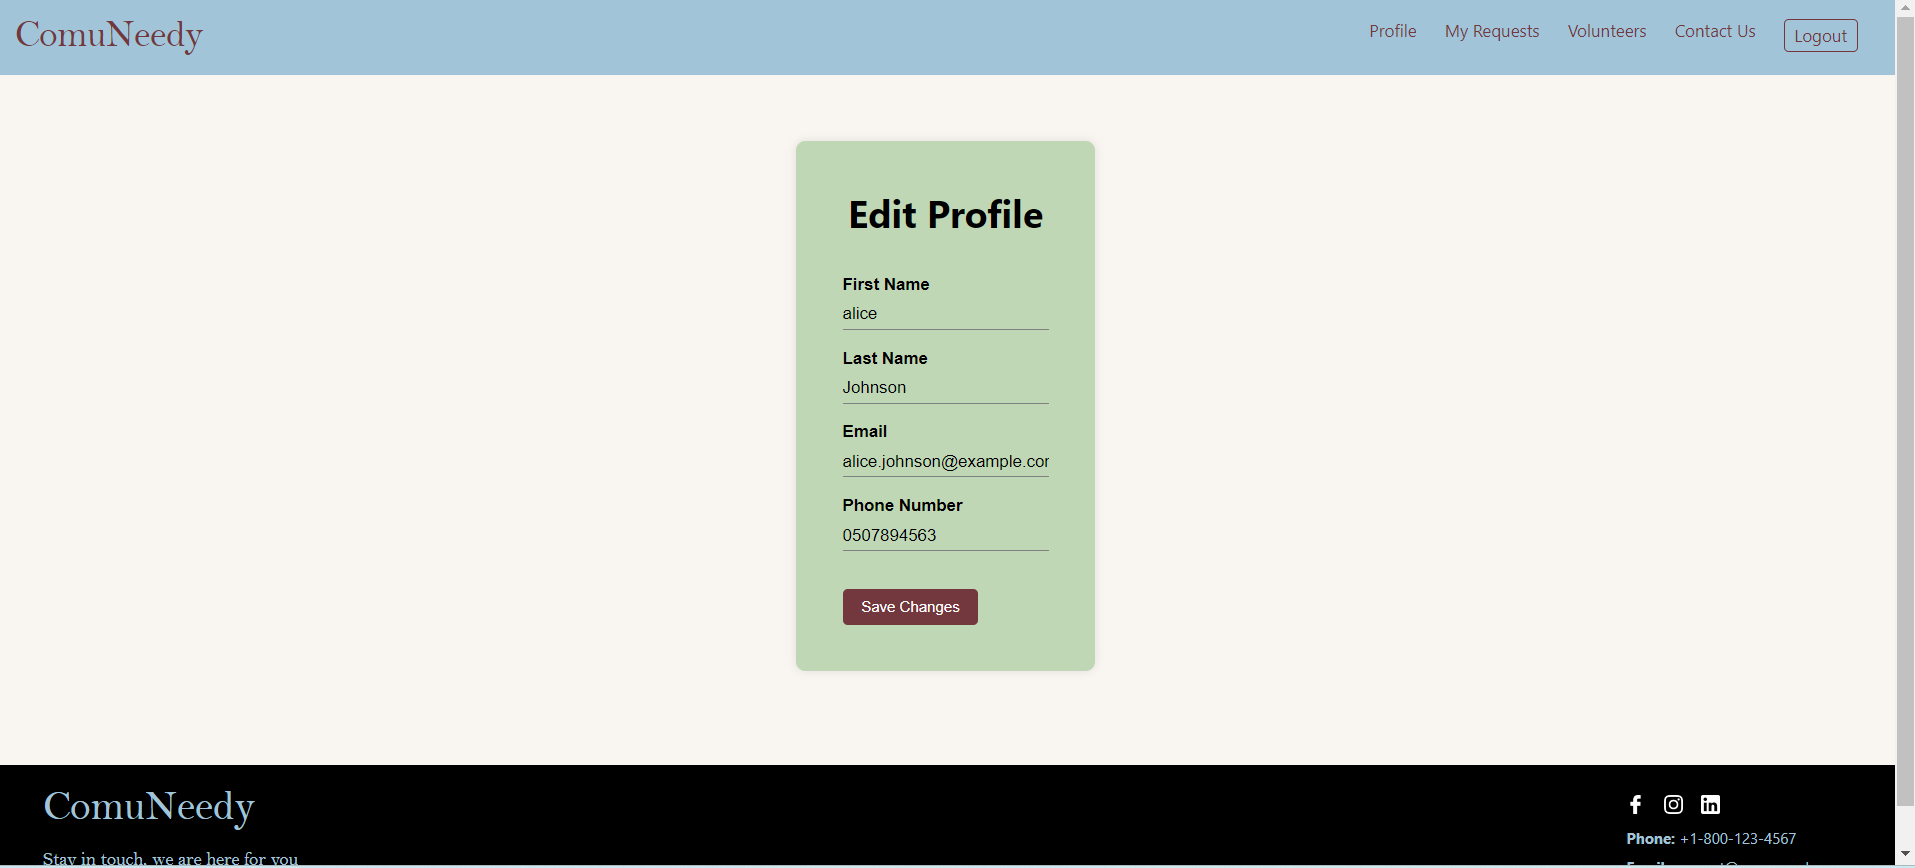 ComuNeedy
Profile
My Requests
Volunteers
Contact Us
Logout
Edit Profile
First Name
alice
Last Name
Johnson
Email
alice.johnson@example.cor
Phone Number
0507894563
Save Changes
ComuNeedy
Stay in touch, we are here for you
Phone: +1-800-123-4567